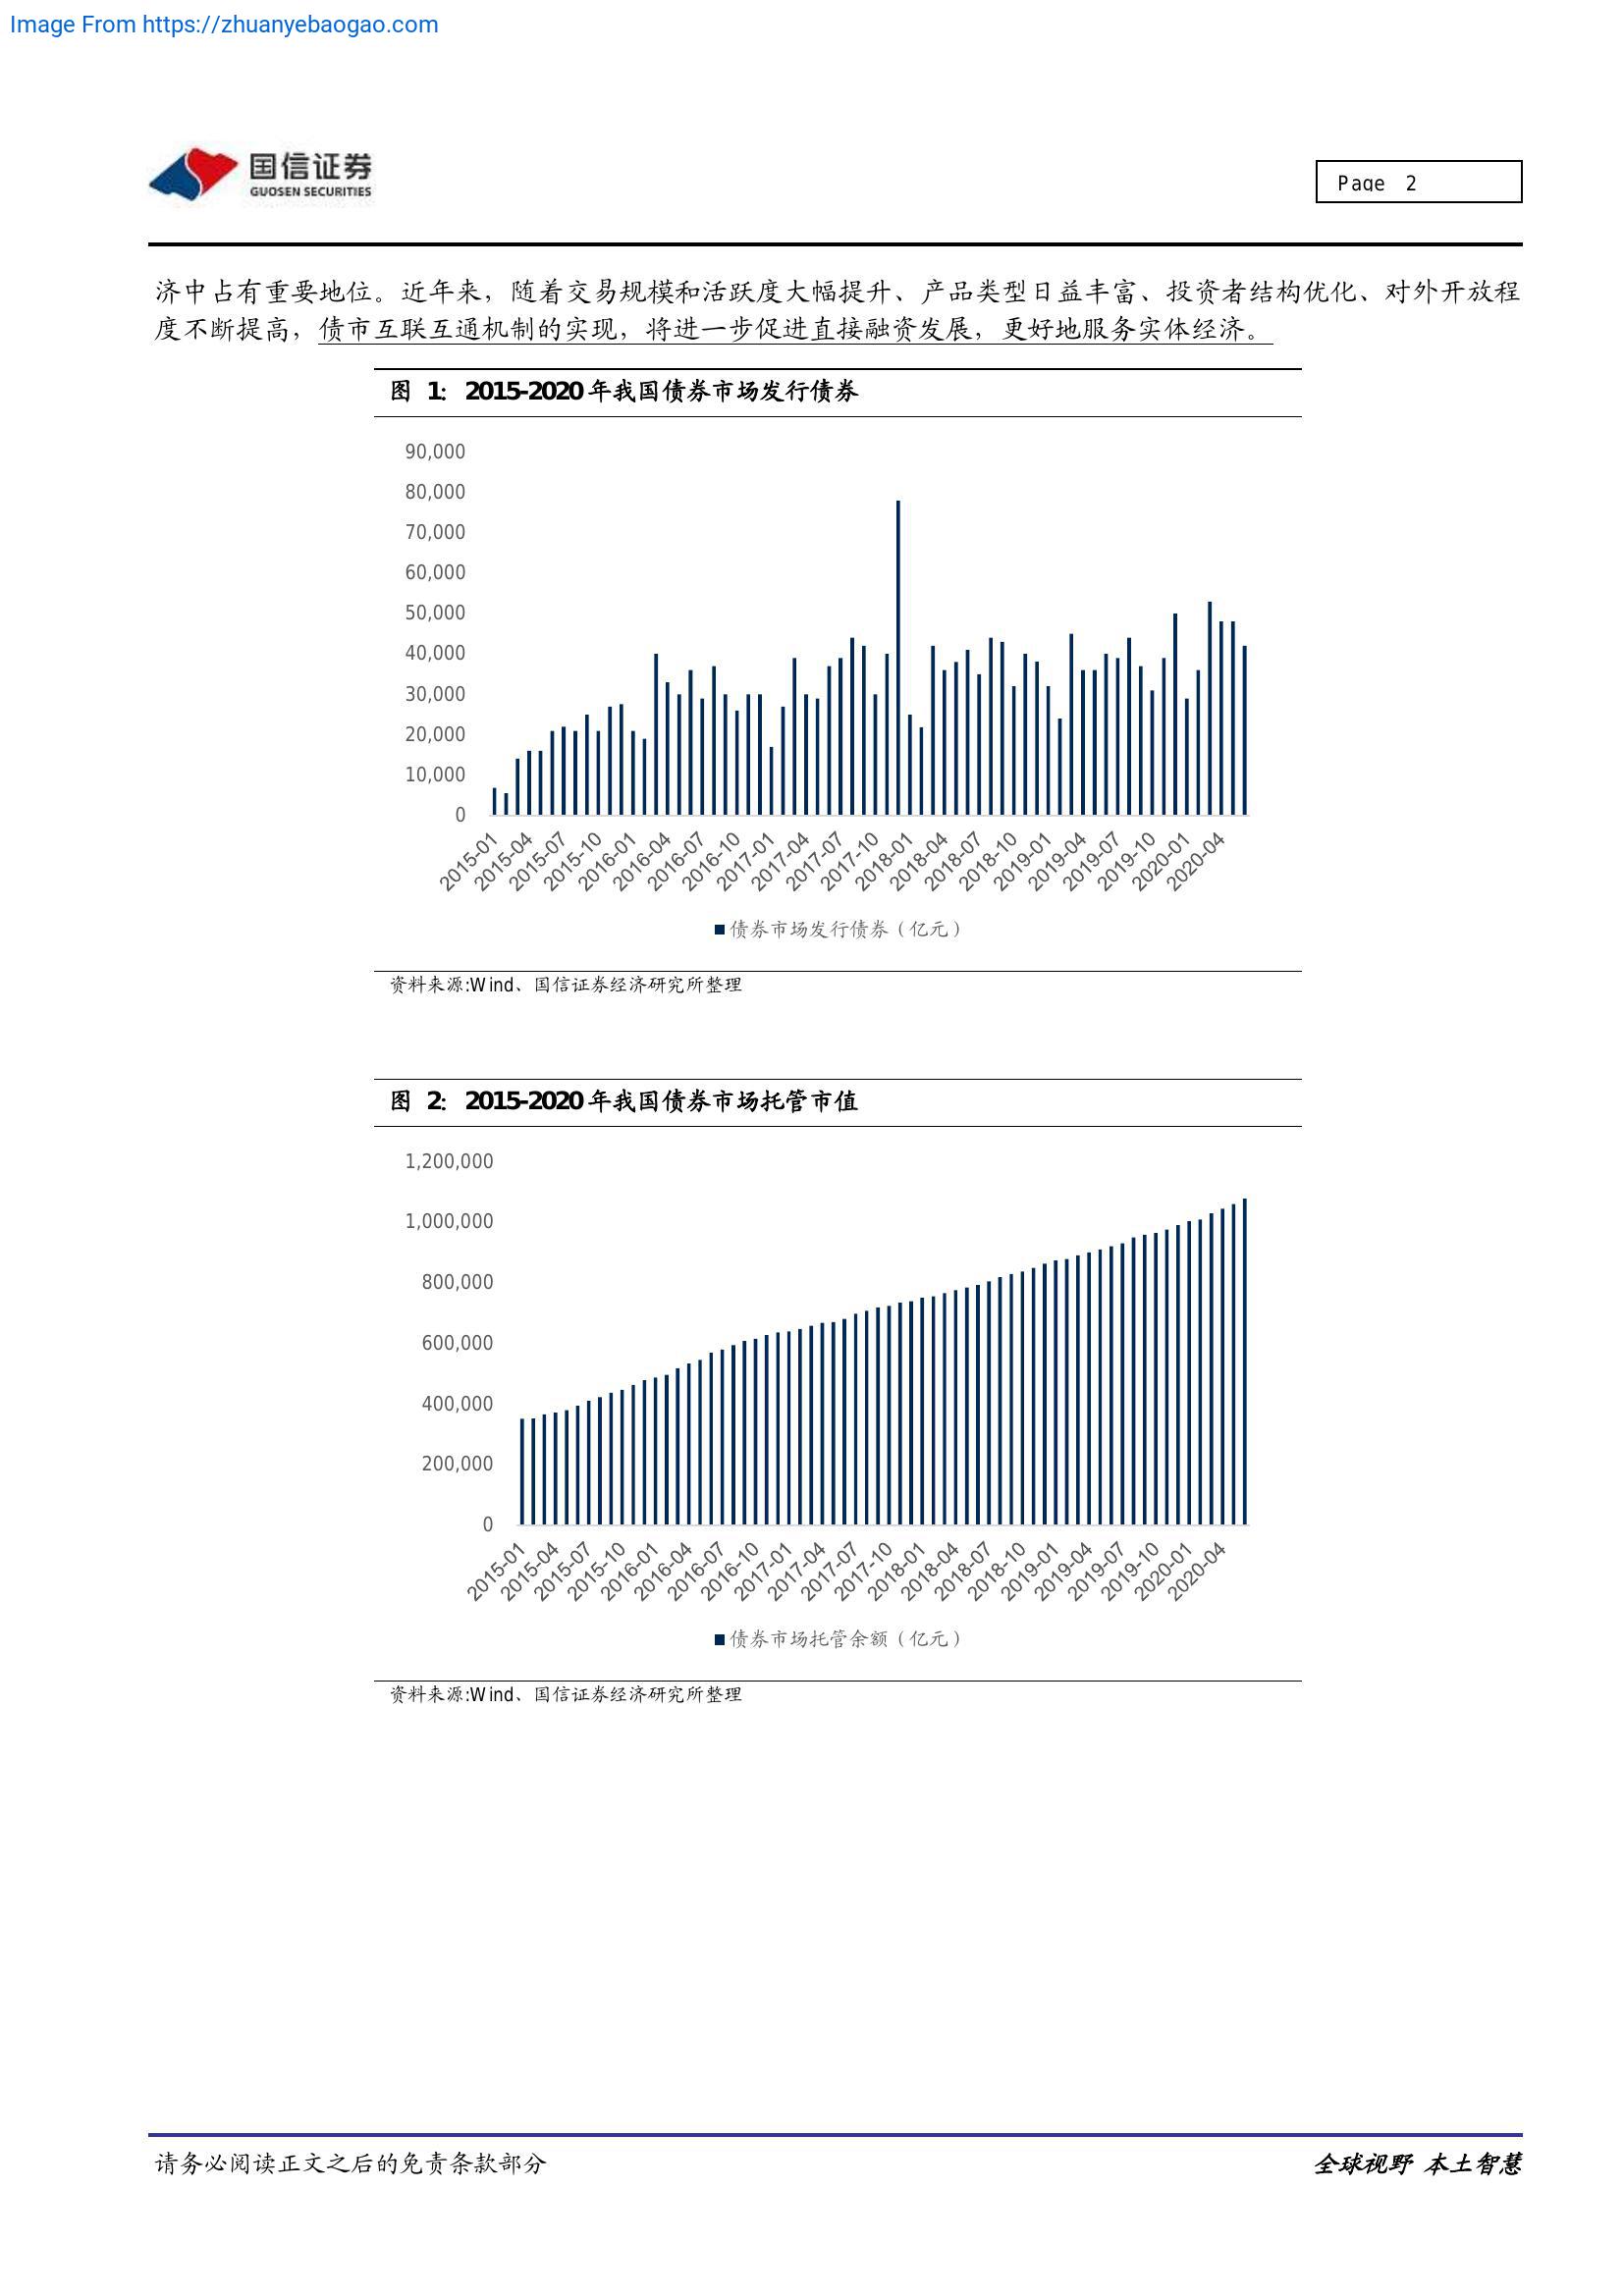 Image From https://zhuanyebaogao.com
国信证券
GUOSEN SECURITIES
Page 2
济中占有重要地位。近年来，随着交易规模和活跃度大幅提升、产品类型日益丰富、投资者结构优化、对外开放程
度不断提高，债市互联互通机制的实现，将进一步促进直接融资发展，更好地服务实体经济。
图 1: 2015-2020 年我国债券市场发行债券
90,000
80,000
70,000
60,000
50,000
40,000
30,000
20,000
10,000
0
2015-01 2015-04 2015-07 2015-10 2016-01 2016-04 2016-07 2016-10 2017-01 2017-04 2017-07 2017-10 2018-01 2018-04 2018-07 2018-10 2019-01 2019-04 2019-07 2019-10 2020-01 2020-04
债券市场发行债券（亿元）
资料来源:Wind、国信证券经济研究所整理
图 2: 2015-2020 年我国债券市场托管市值
1,200,000
1,000,000
800,000
600,000
400,000
200,000
0
2015-01 2015-04 2015-07 2015-10 2016-01 2016-04 2016-07 2016-10 2017-01 2017-04 2017-07 2017-10 2018-01 2018-04 2018-07 2018-10 2019-01 2019-04 2019-07 2019-10 2020-01 2020-04
债券市场托管余额（亿元）
资料来源:Wind、国信证券经济研究所整理
请务必阅读正文之后的免责条款部分
全球视野 本土智慧